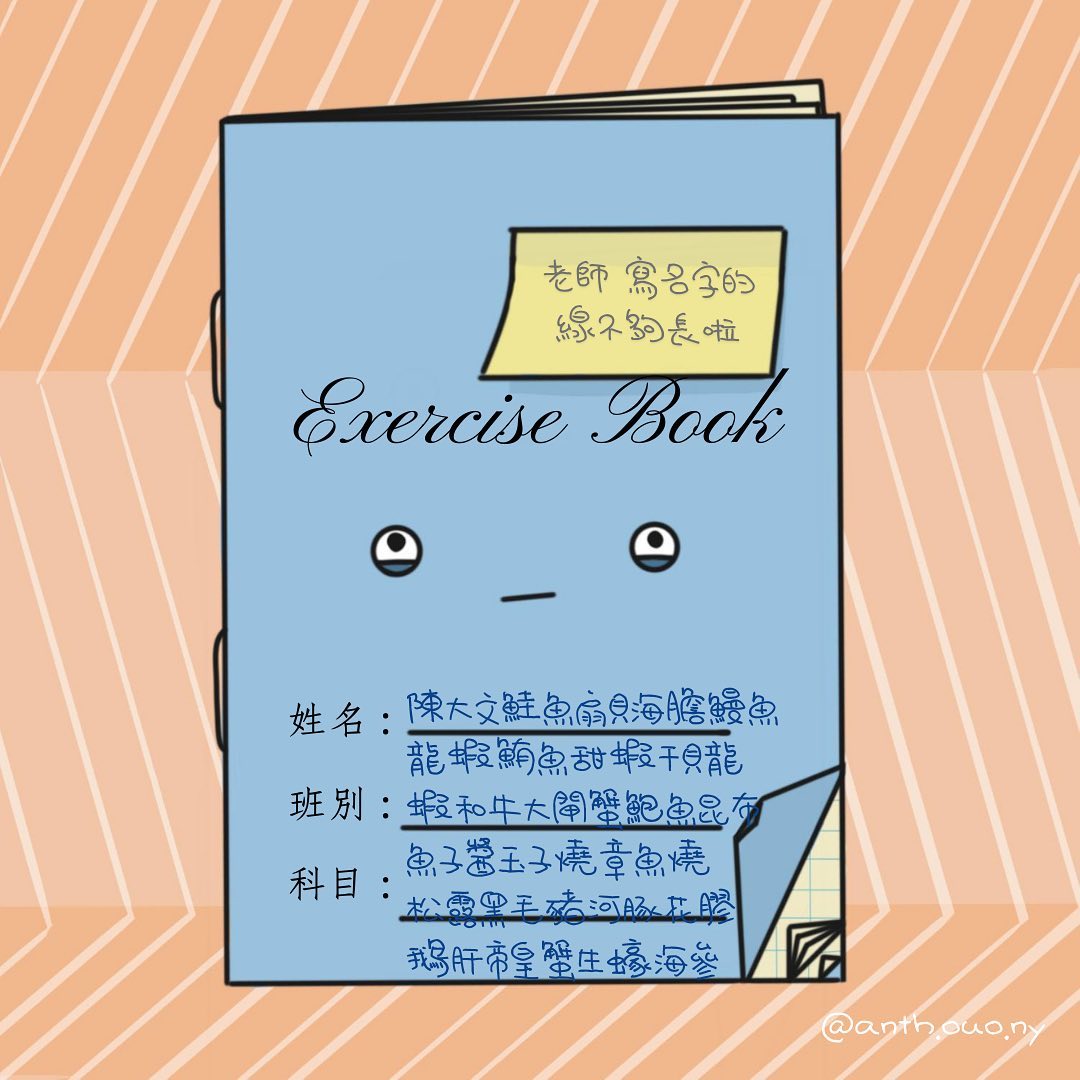 老師 寫名字的
線不夠長啦
Exercise Book
姓名：陳大文鮭魚扇貝海膽鰻魚
龍蝦鮪魚甜蝦干貝龍
班別：蝦和牛大閘蟹鮑魚昆布
魚子醬玉子燒章魚燒
科目：松露黑毛豬河豚花膠
鵝肝帝皇蟹生蠔海參
@anth.ouo.ny